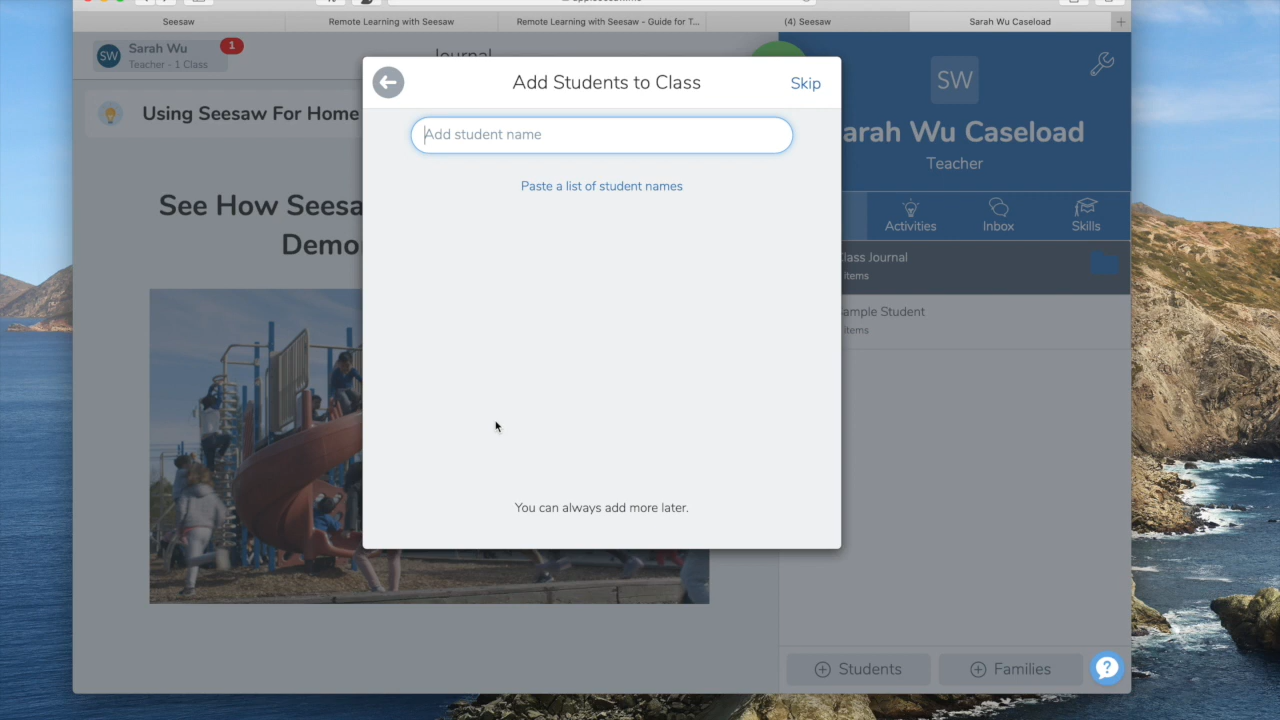 Seesaw
Remote Learning with Seesaw
Remote Learning with Seesaw - Guide for T...
(4) Seesaw
Sarah Wu Caseload
SW
Sarah Wu
Teacher - 1 Class
1
Journal
Using Seesaw For Home
See How Seesa
Demo
Add Students to Class
Skip
Add student name
Paste a list of student names
You can always add more later.
SW
arah Wu Caseload
Teacher
Activities
Inbox
Skills
lass Journal
items
ample Student
items
Students
Families
?